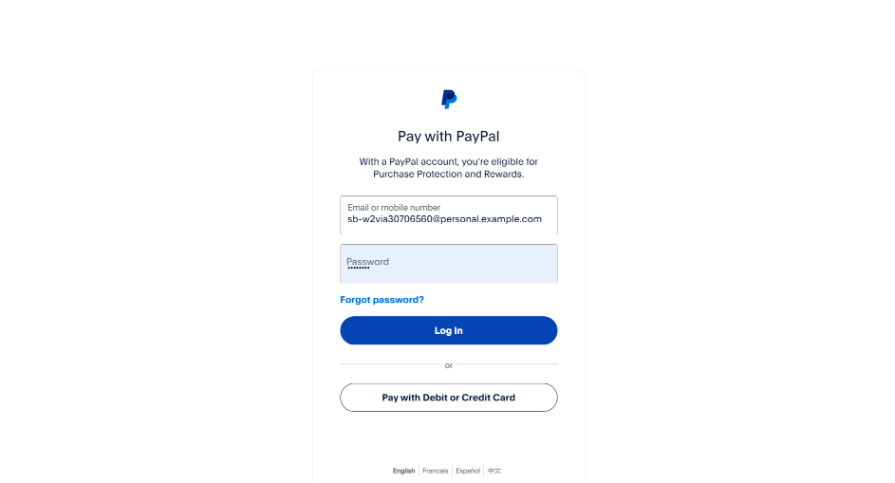 Pay with PayPal
With a PayPal account, you're eligible for
Purchase Protection and Rewards.
Email or mobile number
sb-w2via30706560@personal.example.com
Password
••••••••
Forgot password?
Log In
or
Pay with Debit or Credit Card
English Français Español 中文